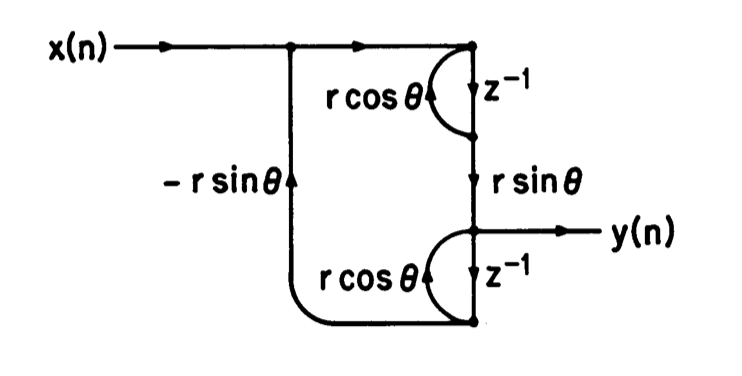 x(n)
r cos θ
z⁻¹
– r sin θ
r sin θ
y(n)
r cos θ
z⁻¹